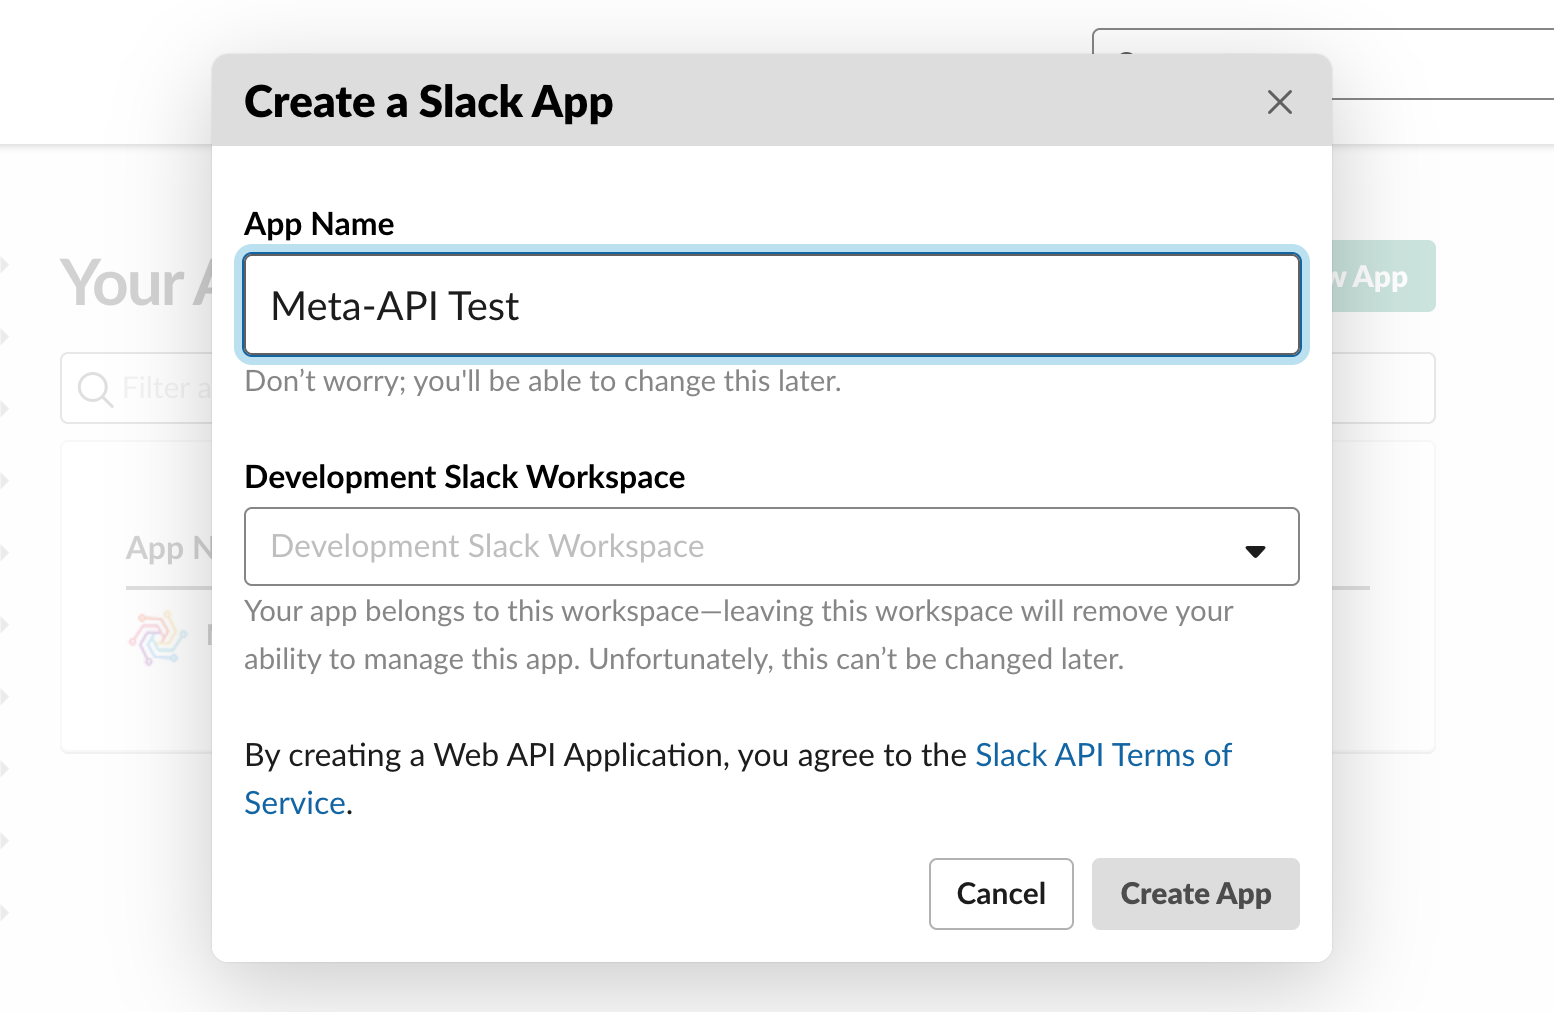 Create a Slack App
App Name
Your
w App
Meta-API Test
Filter a
Don’t worry; you'll be able to change this later.
Development Slack Workspace
Development Slack Workspace
App N
Your app belongs to this workspace—leaving this workspace will remove your
ability to manage this app. Unfortunately, this can’t be changed later.
By creating a Web API Application, you agree to the Slack API Terms of
Service.
Cancel
Create App